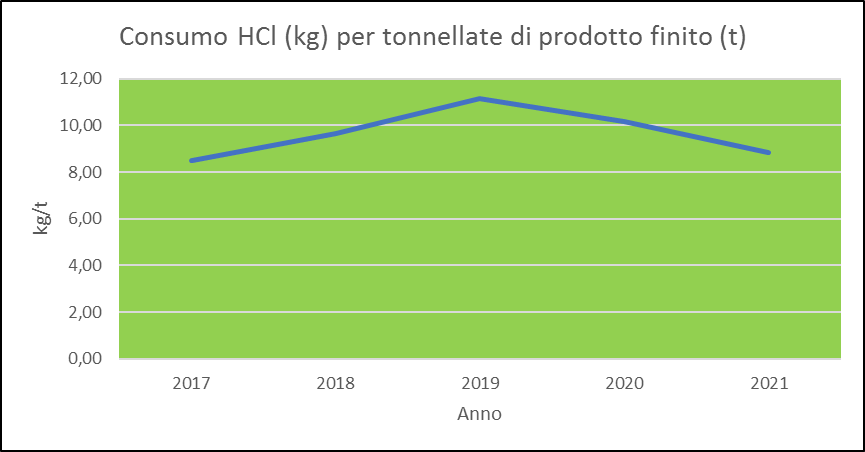 Consumo HCl (kg) per tonnellate di prodotto finito (t)
12,00
10,00
8,00
6,00
4,00
2,00
0,00
kg/t
2017 2018 2019 2020 2021
Anno